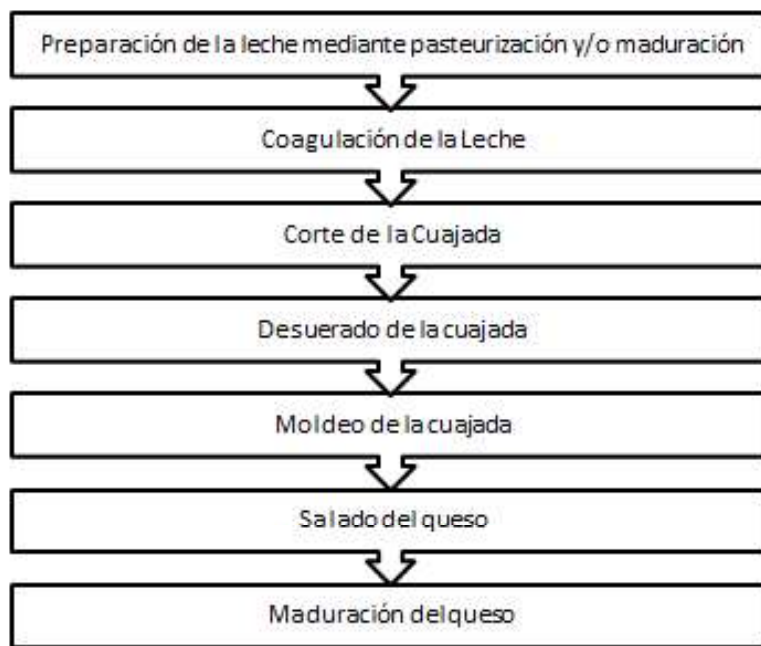 Preparación de la leche mediante pasteurización y/o maduración
Coagulación de la Leche
Corte de la Cuajada
Desuerado de la cuajada
Moldeo de la cuajada
Salado del queso
Maduración del queso